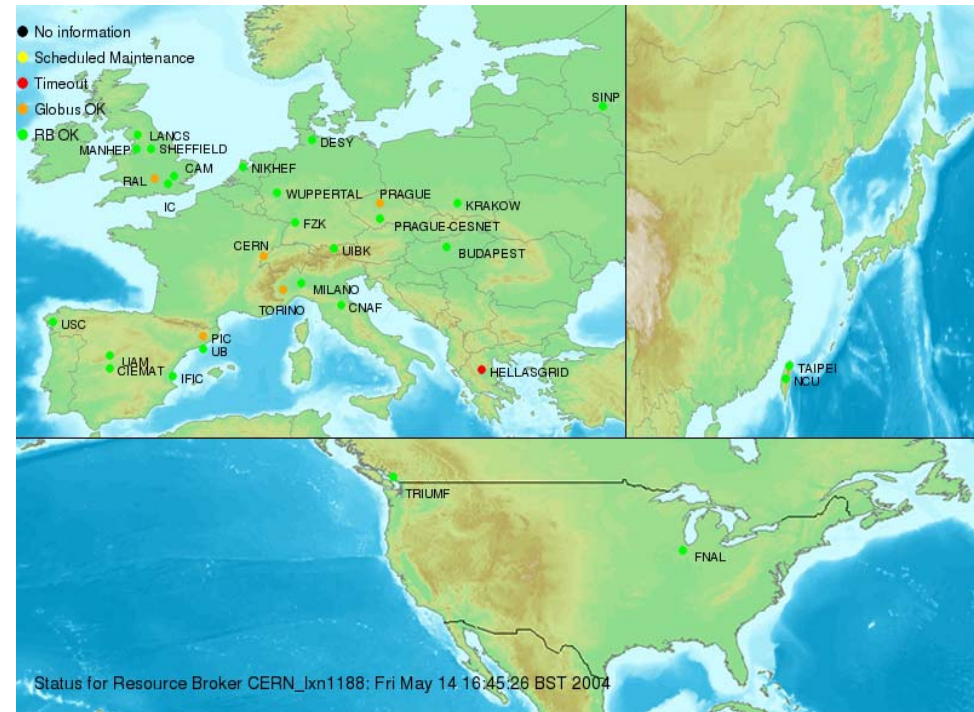 No information
Scheduled Maintenance
Timeout
Globus OK
RB OK
SINP
LANCS
DESY
MANHEP
SHEFFIELD
CAM
NIKHEF
RAL
IC
WUPPERTAL
PRAGUE
KRAKOW
FZK
PRAGUE-CESNET
CERN
UIBK
BUDAPEST
MILANO
TORINO
CNAF
USC
PIC
UB
UAM
CIEMAT
IFIC
HELLASGRID
TAIPEI
NCU
TRIUMF
FNAL
Status for Resource Broker CERN_lxn1188: Fri May 14 16:45:26 BST 2004